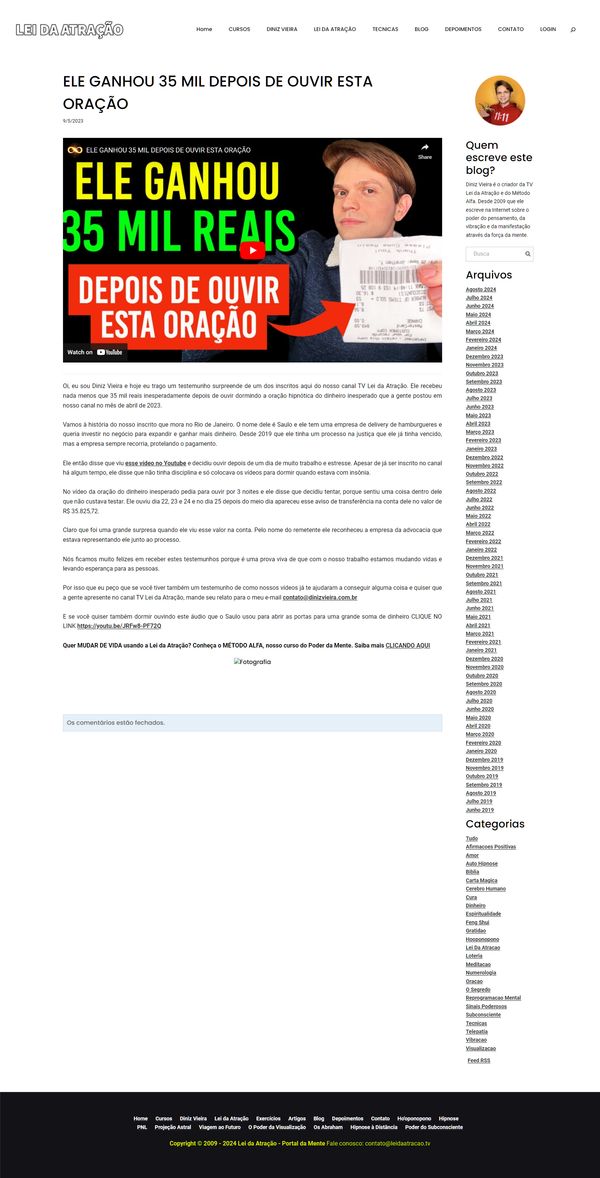 LEI DA ATRAÇÃO
Home CURSOS DINIZ VIEIRA LEI DA ATRAÇÃO TECNICAS BLOG DEPOIMENTOS CONTATO LOGIN
ELE GANHOU 35 MIL DEPOIS DE OUVIR ESTA
ORAÇÃO
9/5/2023
ELE GANHOU 35 MIL DEPOIS DE OUVIR ESTA ORAÇÃO
Share
ELE GANHOU
35 MIL REAIS
DEPOIS DE OUVIR
ESTA ORAÇÃO
Watch on YouTube
Oi, eu sou Diniz Vieira e hoje eu trago um testemunho surpreende de um dos inscritos aqui do nosso canal TV Lei da Atração. Ele recebeu
nada menos que 35 mil reais inesperadamente depois de ouvir dormindo a oração hipnótica do dinheiro inesperado que a gente postou em
nosso canal no mês de abril de 2023.
Vamos à história do nosso inscrito que mora no Rio de Janeiro. O nome dele é Saulo e ele tem uma empresa de delivery de hamburgueres e
queria investir no negócio para expandir e ganhar mais dinheiro. Desde 2019 que ele tinha um processo na justiça que ele já tinha vencido,
mas a empresa sempre recorria, protelando o pagamento.
Ele então disse que viu esse vídeo no Youtube e decidiu ouvir depois de um dia de muito trabalho e estresse. Apesar de já ser inscrito no canal
há algum tempo, ele disse que não tinha disciplina e só colocava os vídeos para dormir quando estava com insônia.
No vídeo da oração do dinheiro inesperado pedia para ouvir por 3 noites e ele disse que decidiu tentar, porque sentiu uma coisa dentro dele
que não custava testar. Ele ouviu dia 22, 23 e 24 e no dia 25 depois do meio dia apareceu esse aviso de transferência na conta dele no valor de
R$ 35.825,72.
Claro que foi uma grande surpresa quando ele viu esse valor na conta. Pelo nome do remetente ele reconheceu a empresa da advocacia que
estava representando ele junto ao processo.
Nós ficamos muito felizes em receber estes testemunhos porque é uma prova viva de que com o nosso trabalho estamos mudando vidas e
levando esperança para as pessoas.
Por isso que eu peço que se você tiver também um testemunho de como nossos vídeos já te ajudaram a conseguir alguma coisa e quiser que
a gente apresente no canal TV Lei da Atração, mande seu relato para o meu e-mail contato@dinizvieira.com.br
E se você quiser também dormir ouvindo este áudio que o Saulo usou para abrir as portas para uma grande soma de dinheiro CLIQUE NO
LINK https://youtu.be/JRFw8-PF72Q
Quer MUDAR DE VIDA usando a Lei da Atração? Conheça o MÉTODO ALFA, nosso curso do Poder da Mente. Saiba mais CLICANDO AQUI
Fotografia
Os comentários estão fechados.
11:11
Quem
escreve este
blog?
Diniz Vieira é o criador da TV
Lei da Atração e do Método
Alfa. Desde 2009 que ele
escreve na Internet sobre o
poder do pensamento, da
vibração e da manifestação
através da força da mente.
Busca
Arquivos
Agosto 2024
Julho 2024
Junho 2024
Maio 2024
Abril 2024
Março 2024
Fevereiro 2024
Janeiro 2024
Dezembro 2023
Novembro 2023
Outubro 2023
Setembro 2023
Agosto 2023
Julho 2023
Junho 2023
Maio 2023
Abril 2023
Março 2023
Fevereiro 2023
Janeiro 2023
Dezembro 2022
Novembro 2022
Outubro 2022
Setembro 2022
Agosto 2022
Julho 2022
Junho 2022
Maio 2022
Abril 2022
Março 2022
Fevereiro 2022
Janeiro 2022
Dezembro 2021
Novembro 2021
Outubro 2021
Setembro 2021
Agosto 2021
Julho 2021
Junho 2021
Maio 2021
Abril 2021
Março 2021
Fevereiro 2021
Janeiro 2021
Dezembro 2020
Novembro 2020
Outubro 2020
Setembro 2020
Agosto 2020
Julho 2020
Junho 2020
Maio 2020
Abril 2020
Março 2020
Fevereiro 2020
Janeiro 2020
Dezembro 2019
Novembro 2019
Outubro 2019
Setembro 2019
Agosto 2019
Julho 2019
Junho 2019
Categorias
Tudo
Afirmacoes Positivas
Amor
Auto Hipnose
Biblia
Carta Magica
Cerebro Humano
Cura
Dinheiro
Espiritualidade
Feng Shui
Gratidao
Hooponopono
Lei Da Atracao
Loteria
Meditacao
Numerologia
Oracao
O Segredo
Reprogramacao Mental
Sinais Poderosos
Subconsciente
Tecnicas
Telepatia
Vibracao
Visualizacao
Feed RSS
Home Cursos Diniz Vieira Lei da Atração Exercícios Artigos Blog Depoimentos Contato Ho'oponopono Hipnose
PNL Projeção Astral Viagem ao Futuro O Poder da Visualização Os Abraham Hipnose à Distância Poder do Subconsciente
Copyright © 2009 - 2024 Lei da Atração - Portal da Mente Fale conosco: contato@leidaatracao.tv